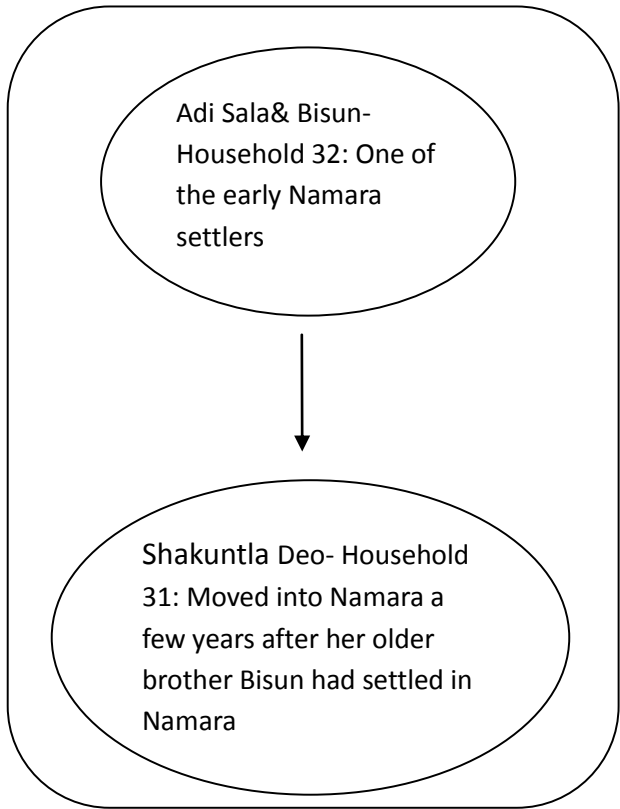 Adi Sala& Bisun-
Household 32: One of
the early Namara
settlers
Shakuntla Deo- Household
31: Moved into Namara a
few years after her older
brother Bisun had settled in
Namara